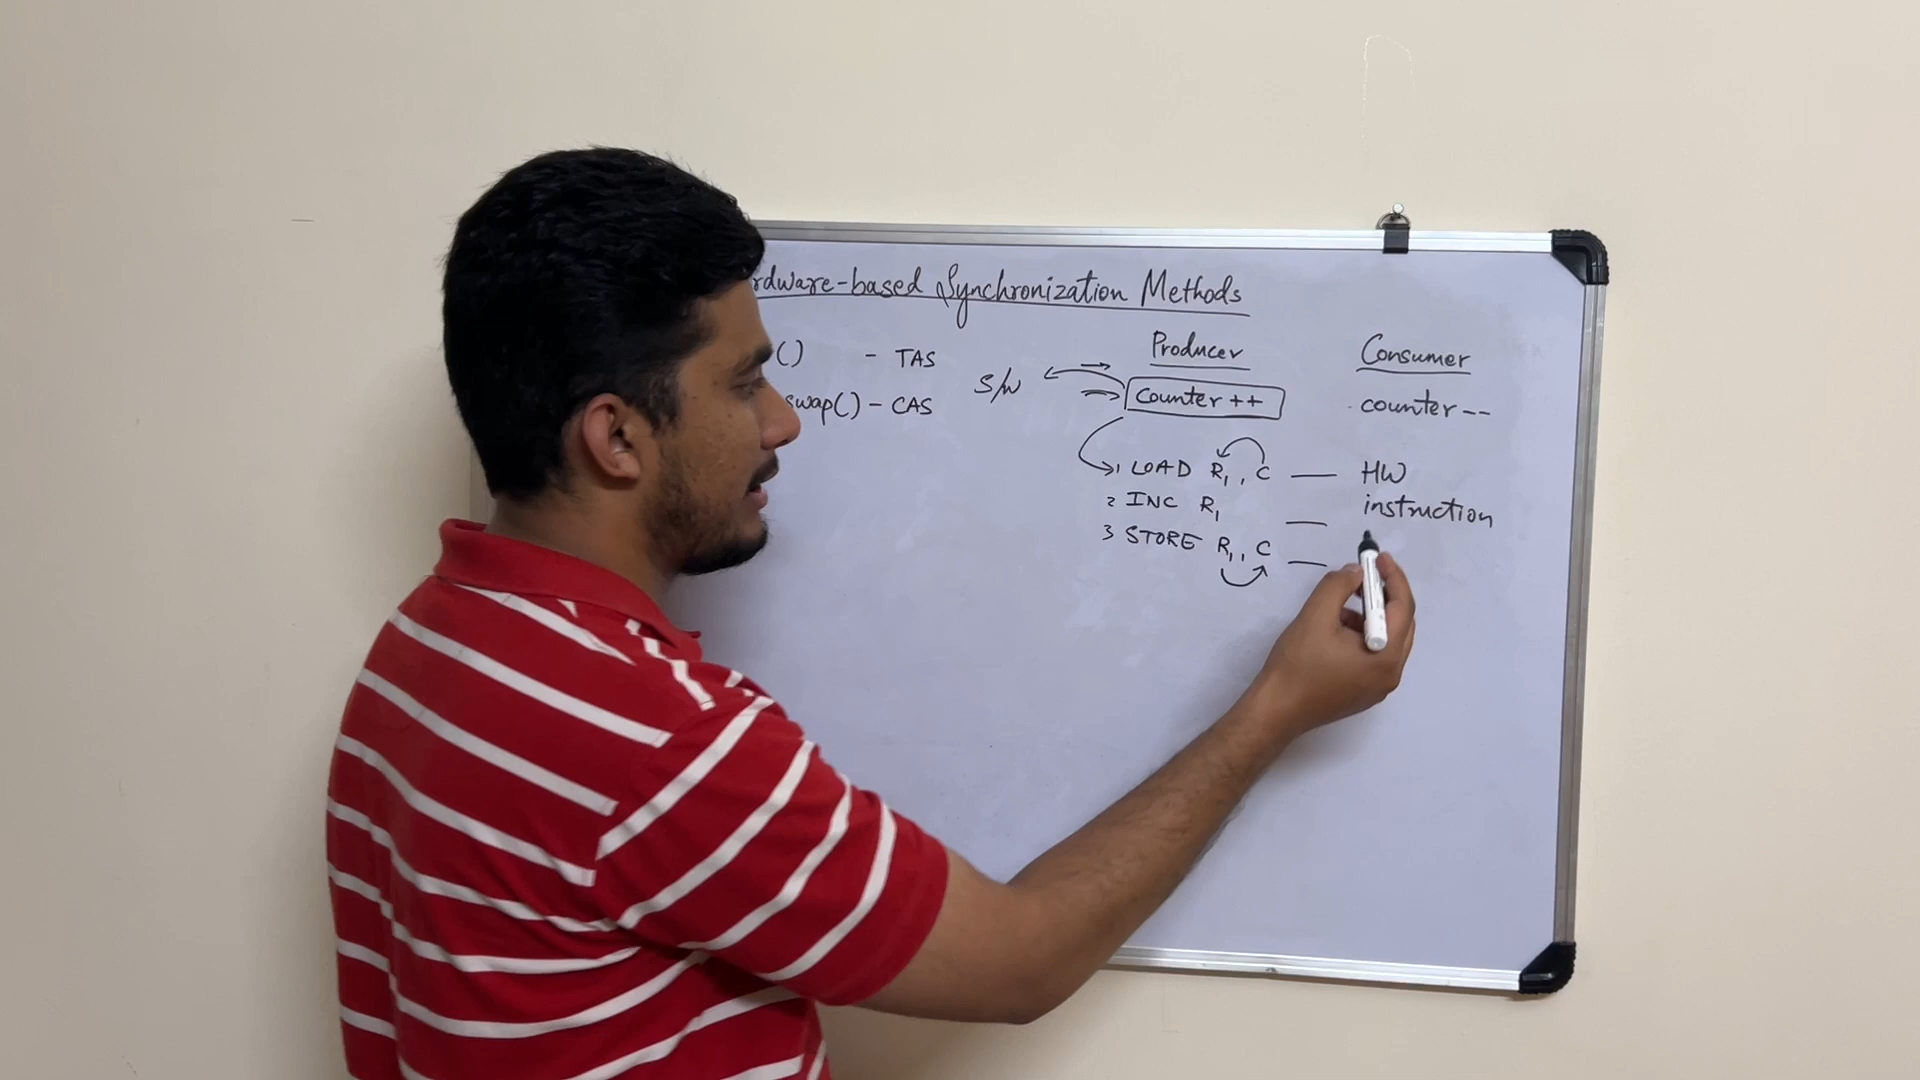 rdware-based Synchronization Methods
() - TAS
swap() - CAS
S/W
Producer
Counter ++
1 LOAD R1, C
2 INC R1
3 STORE R1, C
Consumer
counter --
HW
instruction